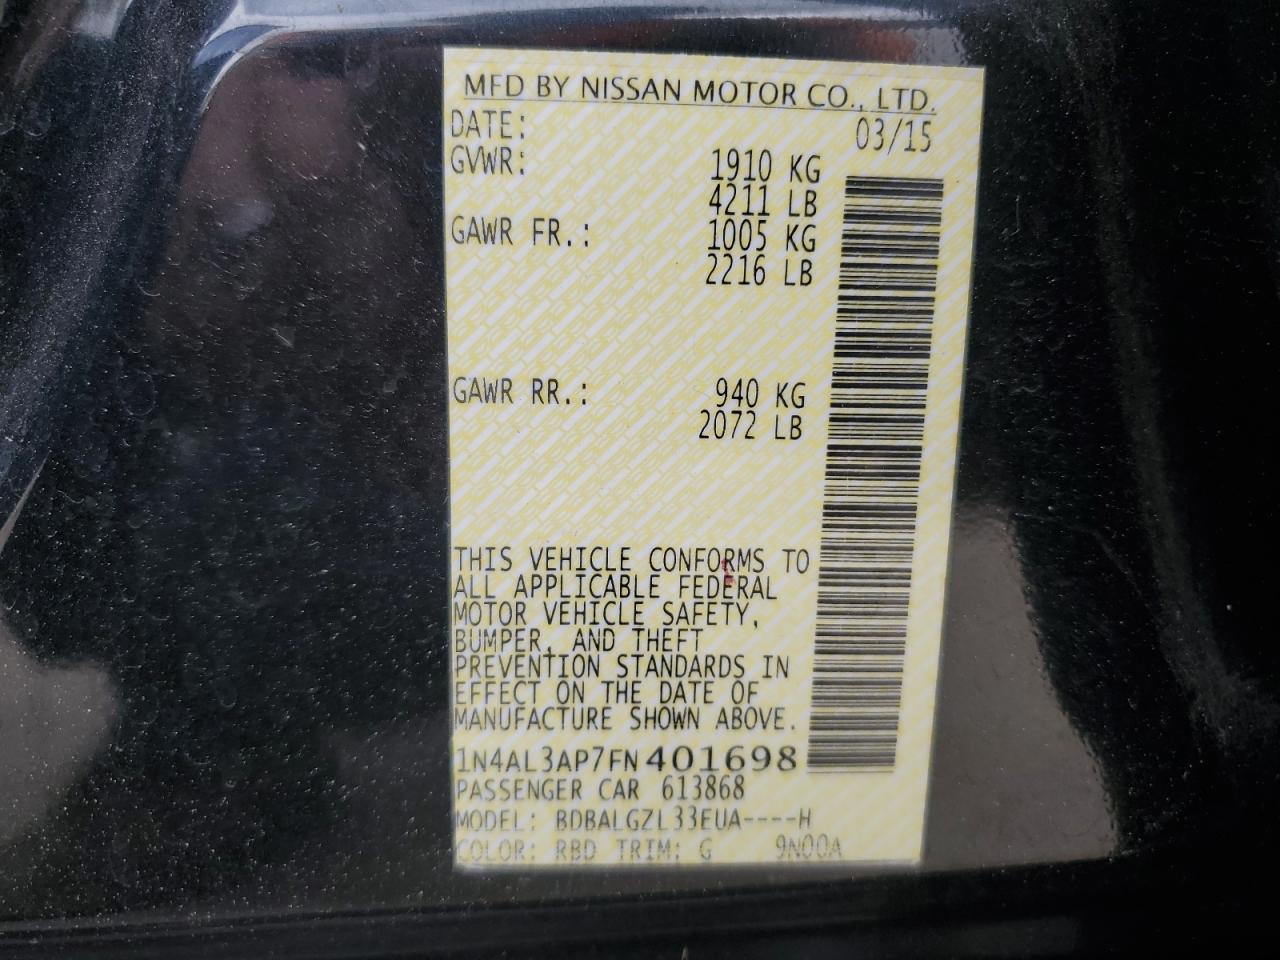 MFD BY NISSAN MOTOR CO., LTD.
DATE: 03/15
GVWR: 1910 KG
4211 LB
GAWR FR.: 1005 KG
2216 LB
GAWR RR.: 940 KG
2072 LB
THIS VEHICLE CONFORMS TO
ALL APPLICABLE FEDERAL
MOTOR VEHICLE SAFETY,
BUMPER, AND THEFT
PREVENTION STANDARDS IN
EFFECT ON THE DATE OF
MANUFACTURE SHOWN ABOVE.
1N4AL3AP7FN401698
PASSENGER CAR 613868
MODEL: BDBALGZL33EUA----H
COLOR: RBD TRIM: G 9N00A